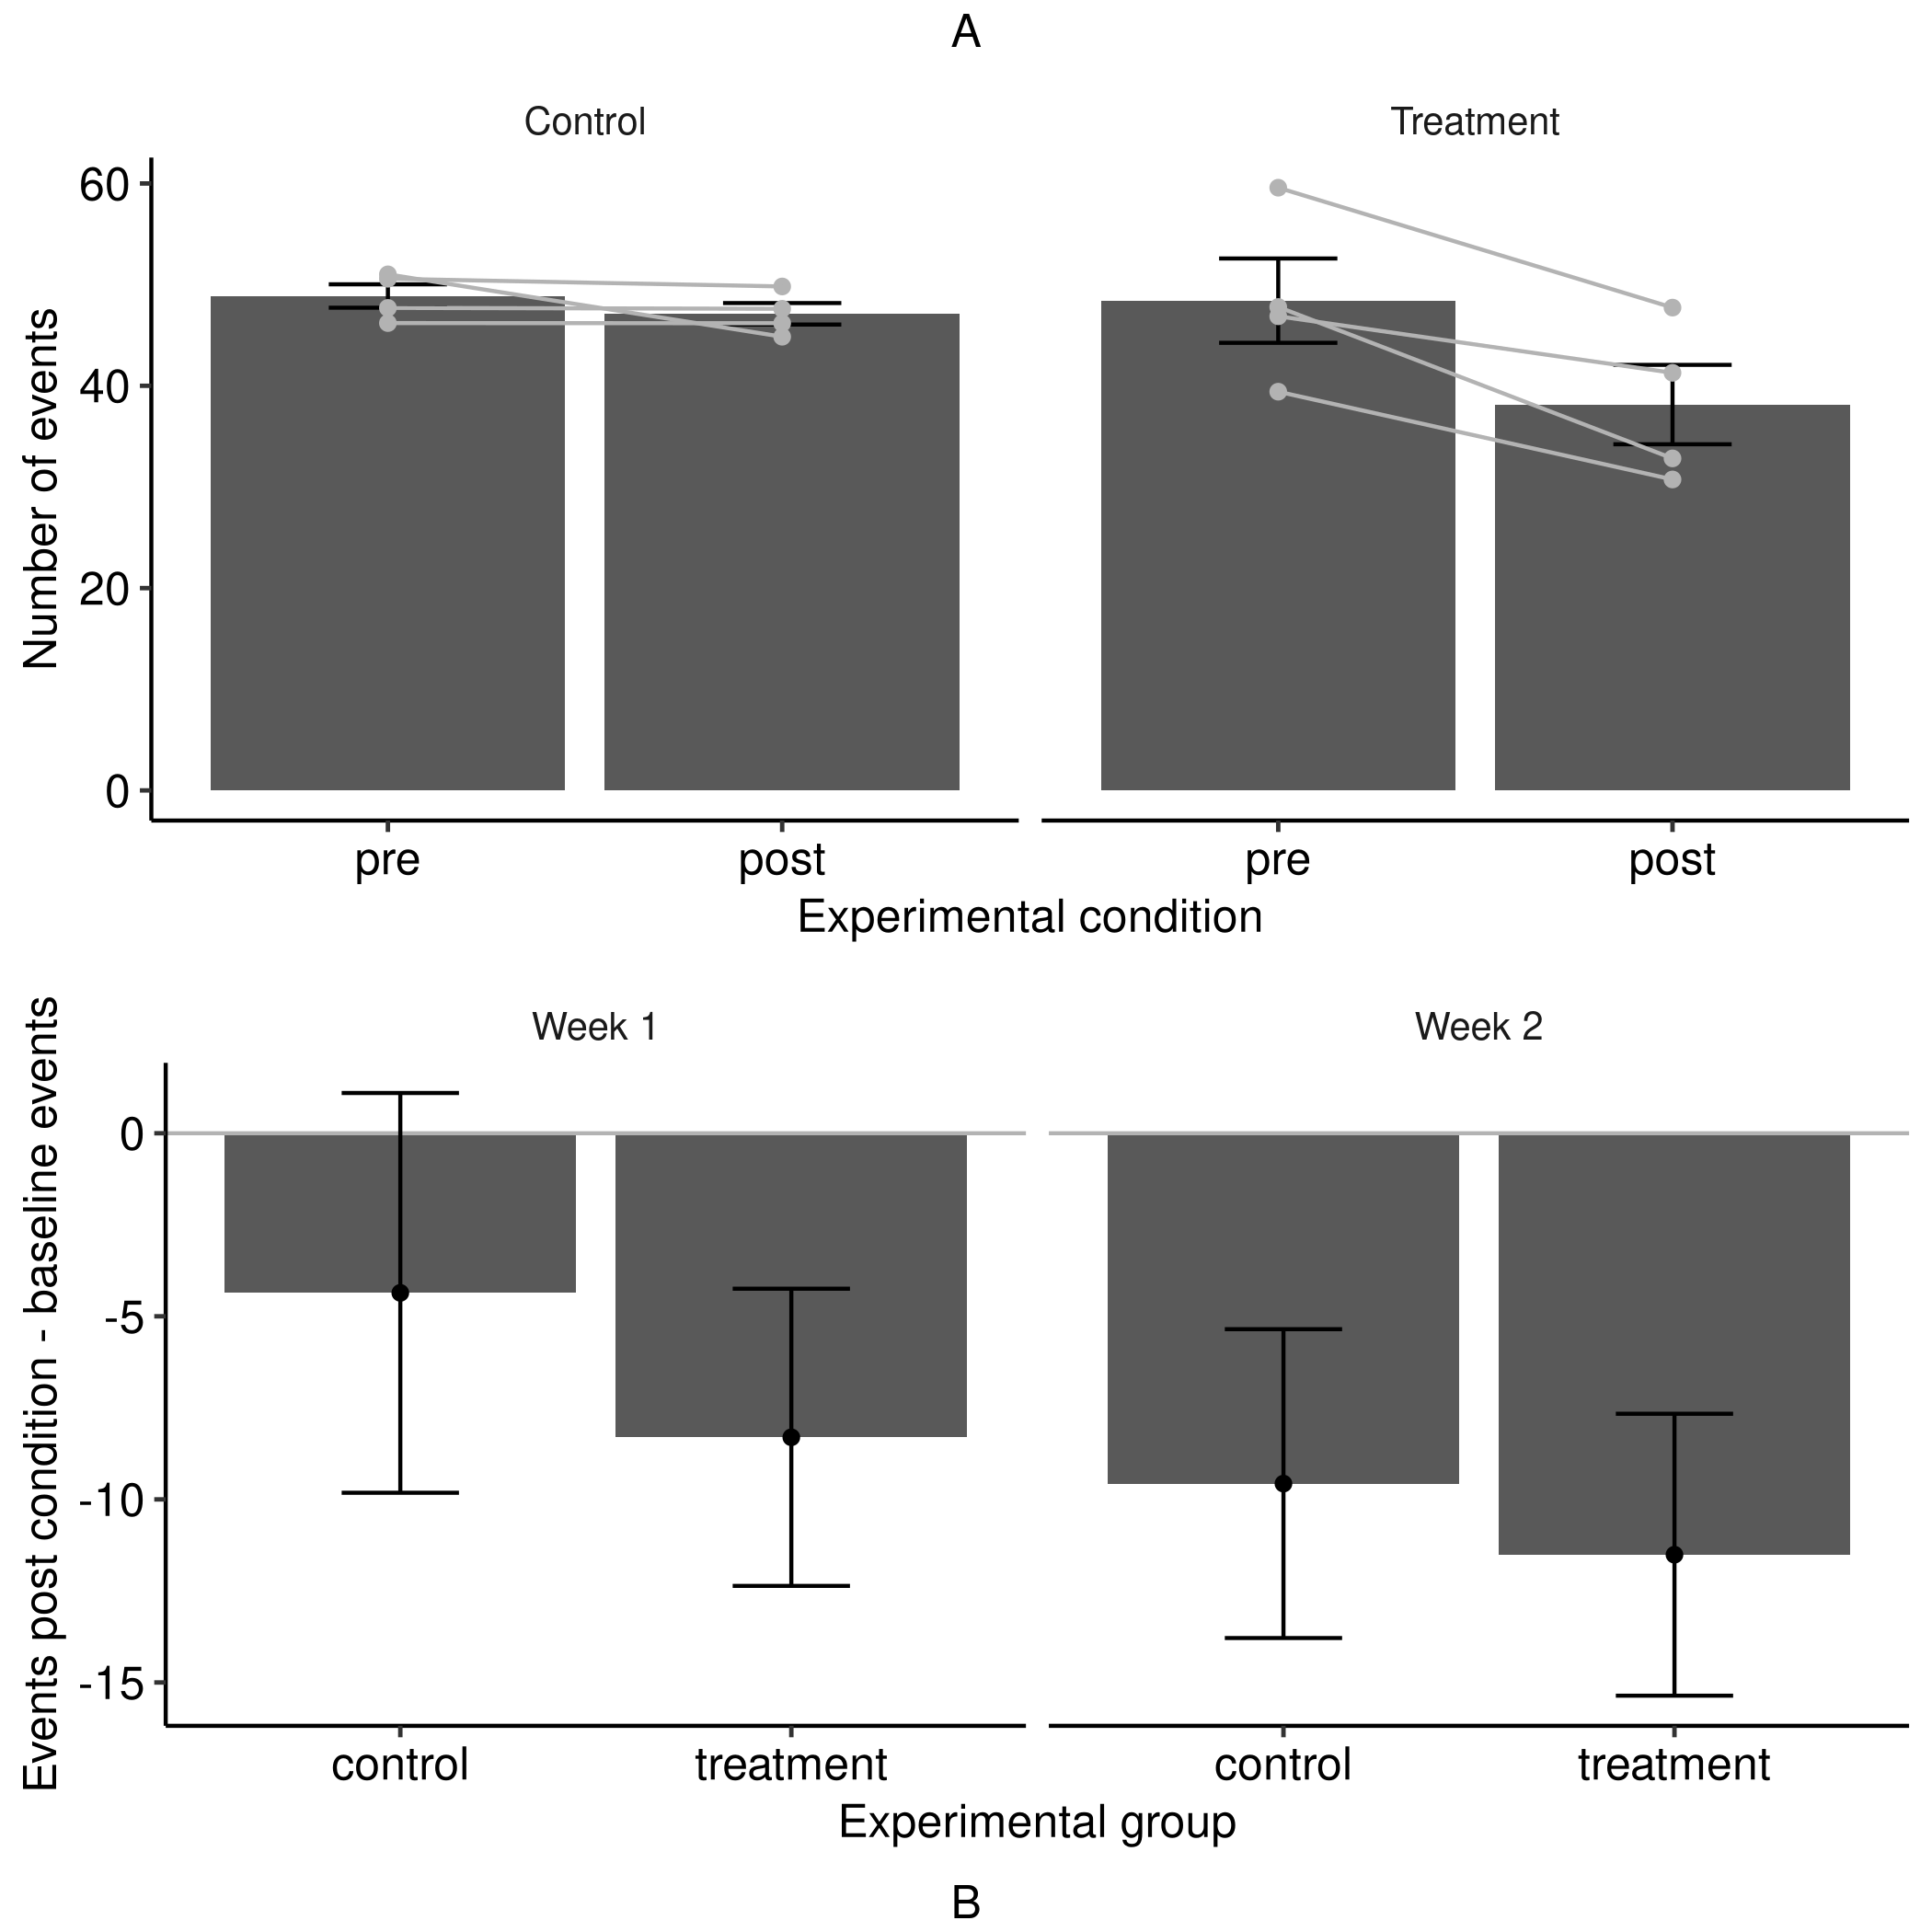 A
Control
Treatment
Number of events
60
40
20
0
pre
post
pre
post
Experimental condition
Events post condition - baseline events
Week 1
Week 2
0
-5
-10
-15
control
treatment
control
treatment
Experimental group
B